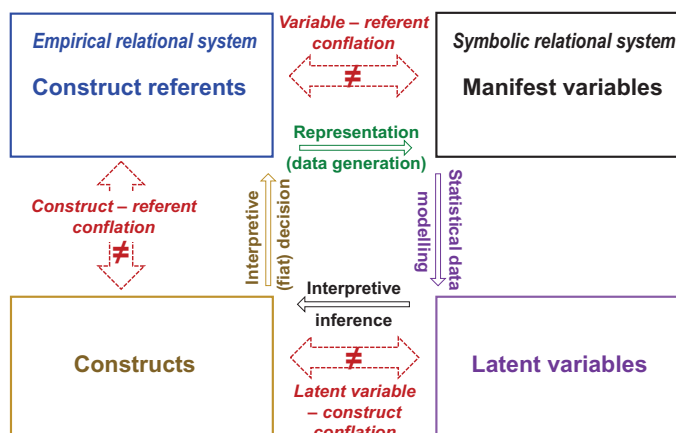 Empirical relational system
Construct referents
Variable – referent
conflation
≠
Symbolic relational system
Manifest variables
Representation
(data generation)
Construct – referent
conflation
≠
Interpretive
(fiat) decision
Statistical data
modelling
Interpretive
inference
Constructs
≠
Latent variable
– construct
conflation
Latent variables